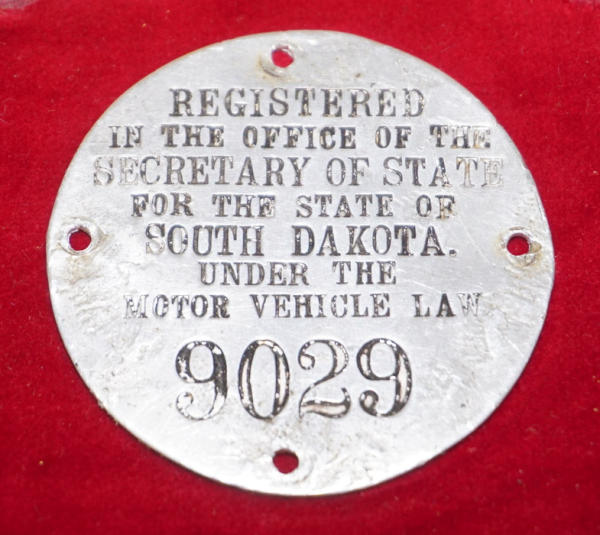 REGISTERED
IN THE OFFICE OF THE
SECRETARY OF STATE
FOR THE STATE OF
SOUTH DAKOTA.
UNDER THE
MOTOR VEHICLE LAW
9029